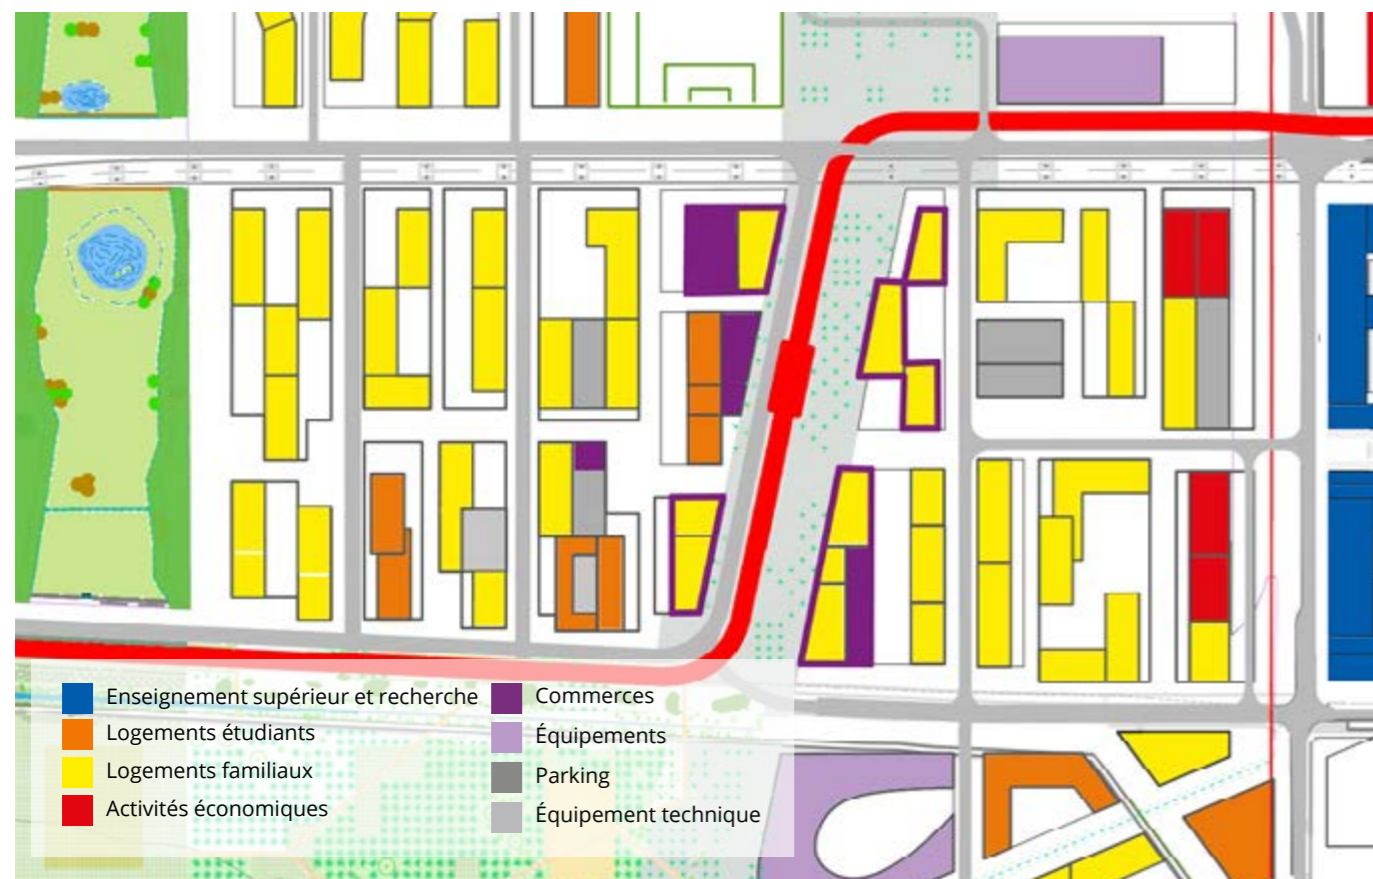 Enseignement supérieur et recherche
Logements étudiants
Logements familiaux
Activités économiques
Commerces
Équipements
Parking
Équipement technique